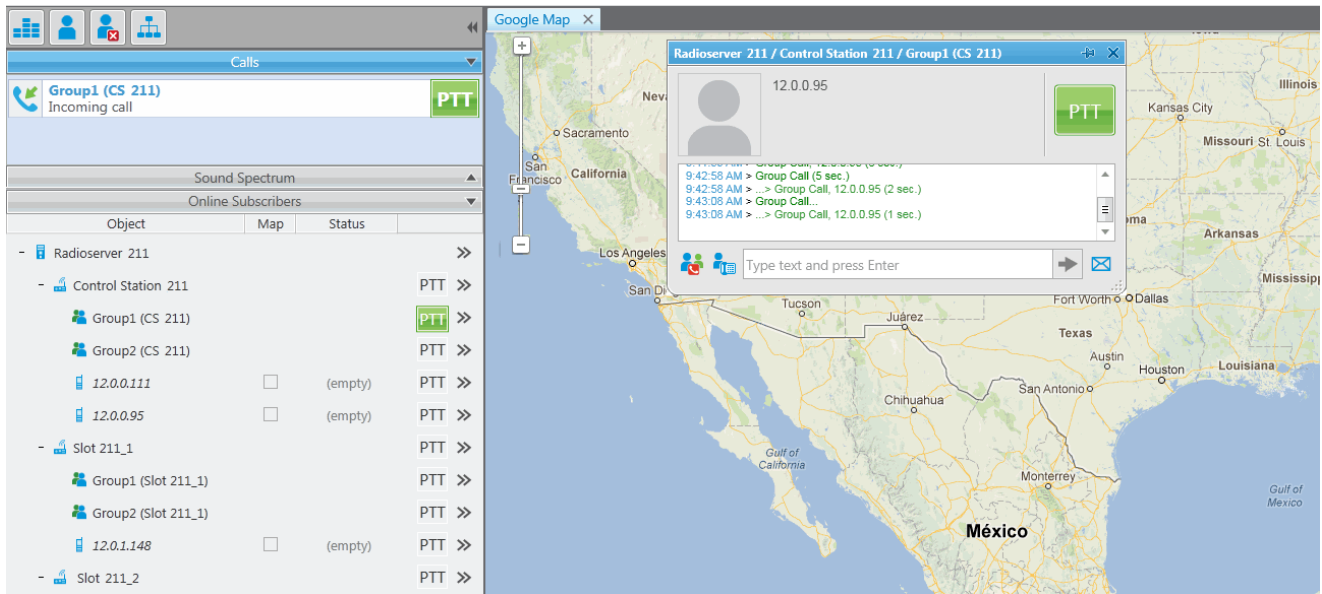 Calls
Group1 (CS 211)
Incoming call
PTT
Sound Spectrum
Online Subscribers
Object Map Status
Radioserver 211
Control Station 211 PTT
Group1 (CS 211) PTT
Group2 (CS 211) PTT
12.0.0.111 (empty) PTT
12.0.0.95 (empty) PTT
Slot 211_1 PTT
Group1 (Slot 211_1) PTT
Group2 (Slot 211_1) PTT
12.0.1.148 (empty) PTT
Slot 211_2 PTT
Google Map
Radioserver 211 / Control Station 211 / Group1 (CS 211)
12.0.0.95
PTT
9:42:58 AM > Group Call (5 sec.)
9:42:58 AM > ...> Group Call, 12.0.0.95 (2 sec.)
9:43:08 AM > Group Call...
9:43:08 AM > ...> Group Call, 12.0.0.95 (1 sec.)
Type text and press Enter
Neva
Illinois
Kansas City
Sacramento
Missouri St. Louis
San
Francisco
California
oma
Arkansas
Los Angeles
Mississipp
San Di
Fort Worth Dallas
Tucson
Juárez
Texas
Austin
Houston
Louisiana
San Antonio
Chihuahua
Gulf of
California
Monterrey
Gulf of
Mexico
México